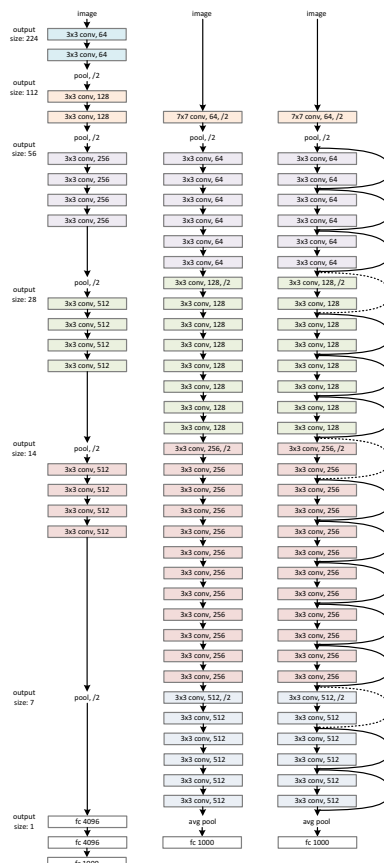 image
output
size: 224
3x3 conv, 64
3x3 conv, 64
pool, /2
output
size: 112
3x3 conv, 128
3x3 conv, 128
pool, /2
output
size: 56
3x3 conv, 256
3x3 conv, 256
3x3 conv, 256
3x3 conv, 256
pool, /2
output
size: 28
3x3 conv, 512
3x3 conv, 512
3x3 conv, 512
3x3 conv, 512
pool, /2
output
size: 14
3x3 conv, 512
3x3 conv, 512
3x3 conv, 512
3x3 conv, 512
output
size: 7
pool, /2
output
size: 1
fc 4096
fc 4096
fc 1000
image
7x7 conv, 64, /2
pool, /2
3x3 conv, 64
3x3 conv, 64
3x3 conv, 64
3x3 conv, 64
3x3 conv, 64
3x3 conv, 64
3x3 conv, 128, /2
3x3 conv, 128
3x3 conv, 128
3x3 conv, 128
3x3 conv, 128
3x3 conv, 128
3x3 conv, 128
3x3 conv, 128
3x3 conv, 256, /2
3x3 conv, 256
3x3 conv, 256
3x3 conv, 256
3x3 conv, 256
3x3 conv, 256
3x3 conv, 256
3x3 conv, 256
3x3 conv, 256
3x3 conv, 256
3x3 conv, 256
3x3 conv, 256
3x3 conv, 512, /2
3x3 conv, 512
3x3 conv, 512
3x3 conv, 512
3x3 conv, 512
3x3 conv, 512
avg pool
fc 1000
image
7x7 conv, 64, /2
pool, /2
3x3 conv, 64
3x3 conv, 64
3x3 conv, 64
3x3 conv, 64
3x3 conv, 64
3x3 conv, 64
3x3 conv, 128, /2
3x3 conv, 128
3x3 conv, 128
3x3 conv, 128
3x3 conv, 128
3x3 conv, 128
3x3 conv, 128
3x3 conv, 128
3x3 conv, 256, /2
3x3 conv, 256
3x3 conv, 256
3x3 conv, 256
3x3 conv, 256
3x3 conv, 256
3x3 conv, 256
3x3 conv, 256
3x3 conv, 256
3x3 conv, 256
3x3 conv, 256
3x3 conv, 256
3x3 conv, 512, /2
3x3 conv, 512
3x3 conv, 512
3x3 conv, 512
3x3 conv, 512
3x3 conv, 512
avg pool
fc 1000